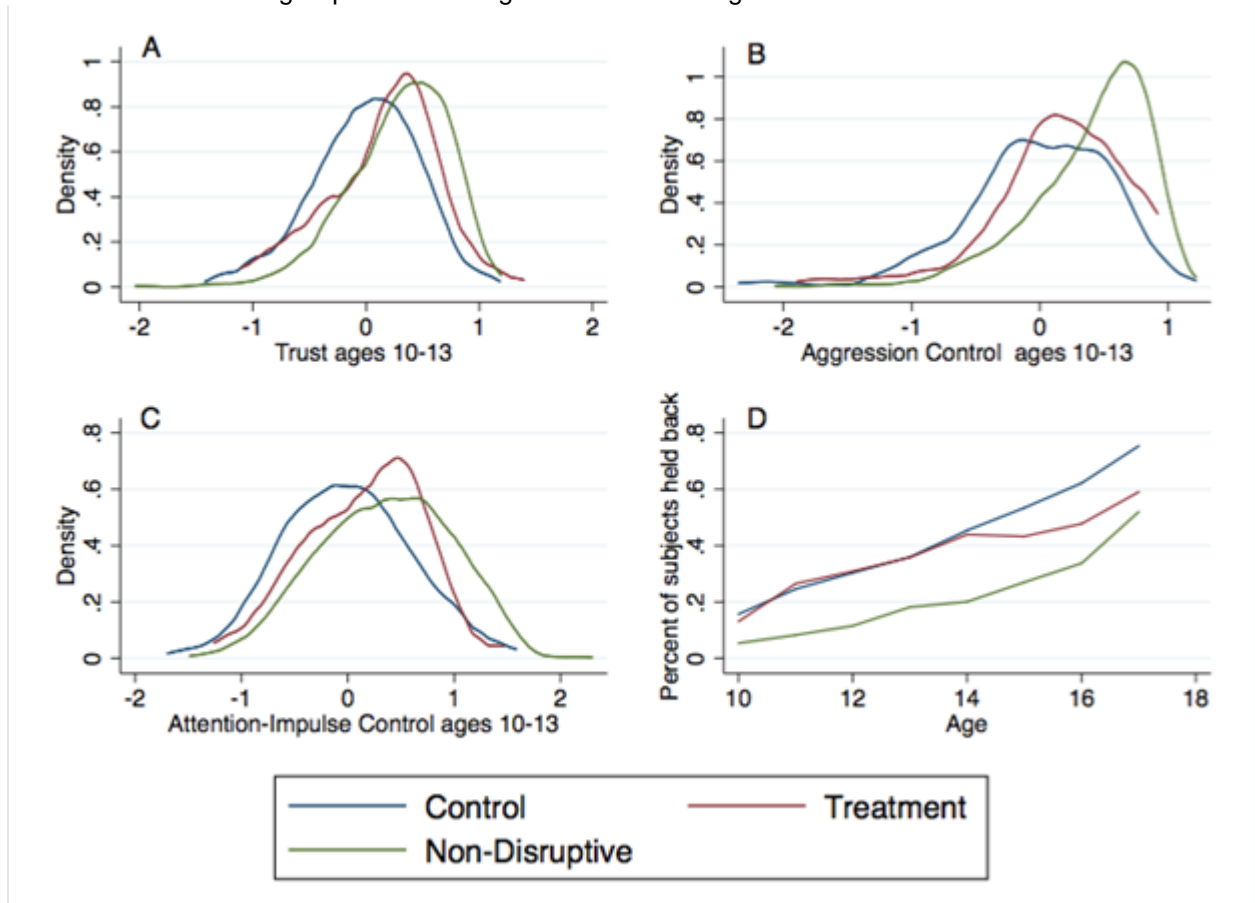 A
Density
0
.2
.4
.6
.8
1
-2 -1 0 1 2
Trust ages 10-13
B
Density
0
.2
.4
.6
.8
1
-2 -1 0 1
Aggression Control ages 10-13
C
Density
0
.2
.4
.6
.8
-2 -1 0 1 2
Attention-Impulse Control ages 10-13
D
Percent of subjects held back
0
.2
.4
.6
.8
10 12 14 16 18
Age
Control Treatment
Non-Disruptive